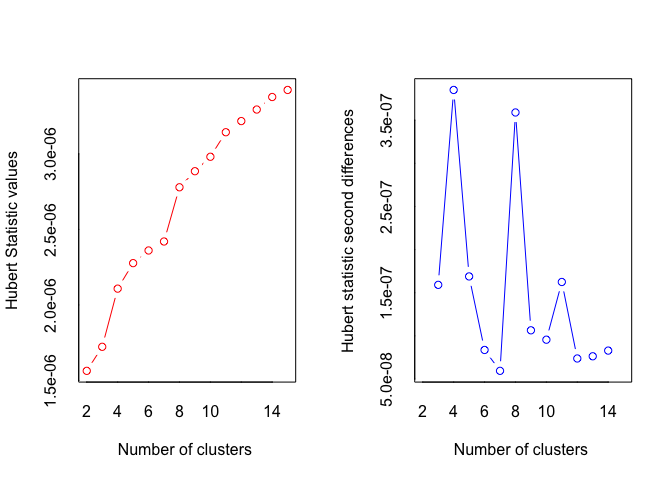 Hubert Statistic values
3.0e-06
2.5e-06
2.0e-06
1.5e-06
2 4 6 8 10 14
Number of clusters
Hubert statistic second differences
3.5e-07
2.5e-07
1.5e-07
5.0e-08
2 4 6 8 10 14
Number of clusters